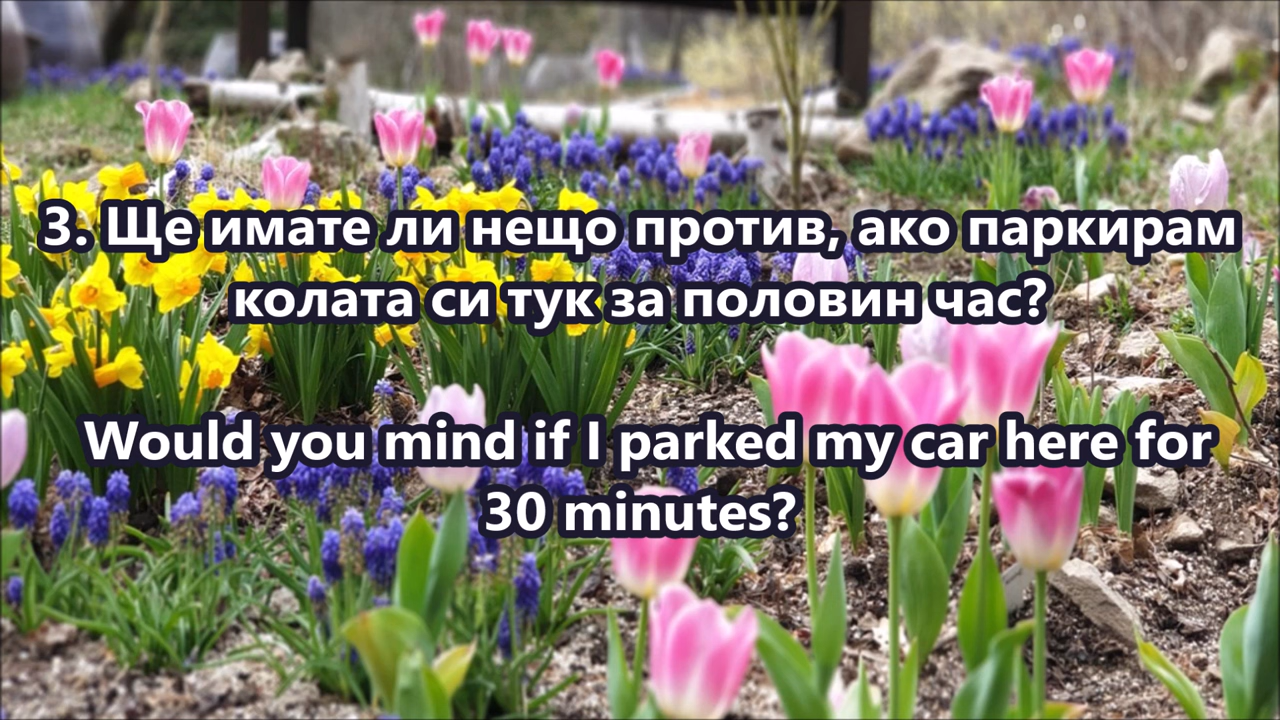 3. Ще имате ли нещо против, ако паркирам
колата си тук за половин час?
Would you mind if I parked my car here for
30 minutes?